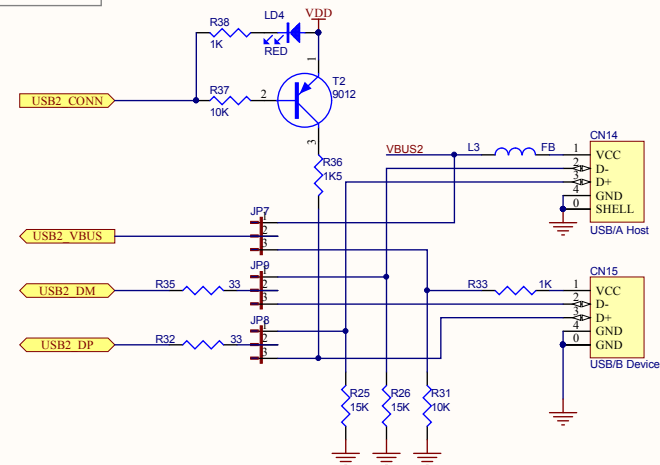 R38
1K
LD4
RED
VDD
1
USB2_CONN
R37
10K
2
T2
9012
3
R36
1K5
VBUS2
L3
FB
CN14
1
VCC
2
D-
3
D+
4
GND
0
SHELL
USB/A Host
JP7
1
2
3
USB2_VBUS
JP9
1
2
3
USB2_DM
R35
33
R33
1K
CN15
1
VCC
2
D-
3
D+
4
GND
0
GND
USB/B Device
JP8
1
2
3
USB2_DP
R32
33
R25
15K
R26
15K
R31
10K